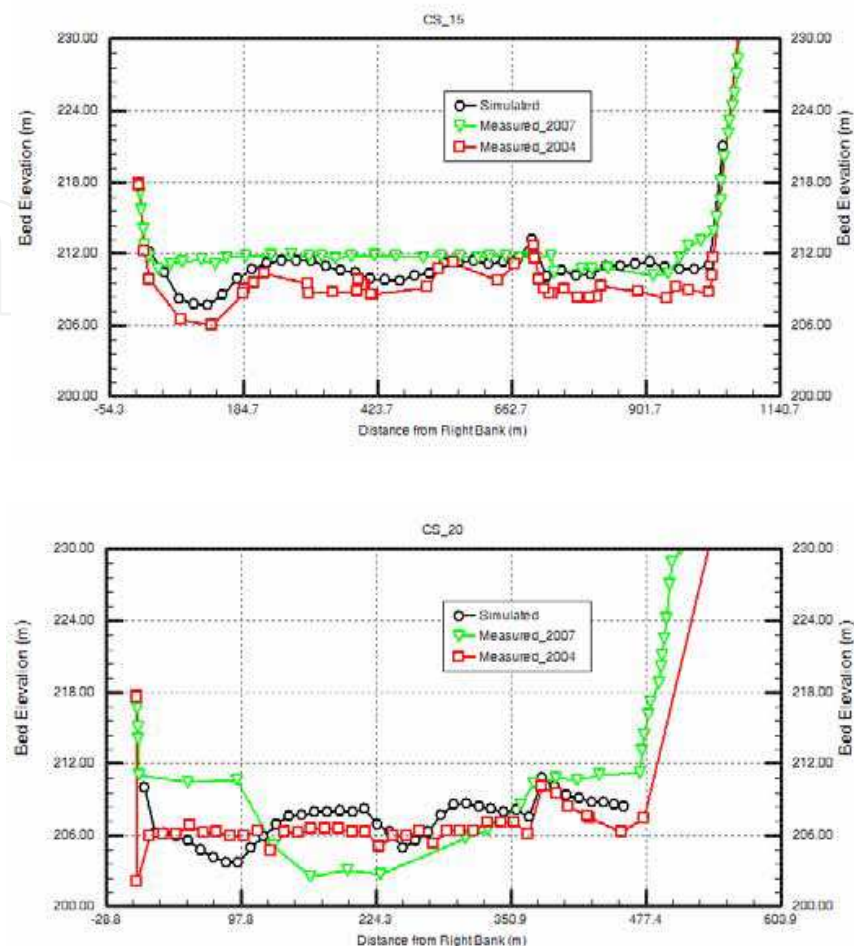 CS_15
230.00 230.00
224.00 224.00
218.00 218.00
212.00 212.00
206.00 206.00
200.00 200.00
Bed Elevation (m)
Bed Elevation (m)
Simulated
Measured_2007
Measured_2004
-54.3 184.7 423.7 662.7 901.7 1140.7
Distance from Right Bank (m)
CS_20
230.00 230.00
224.00 224.00
218.00 218.00
212.00 212.00
206.00 206.00
200.00 200.00
Bed Elevation (m)
Bed Elevation (m)
Simulated
Measured_2007
Measured_2004
-28.8 97.8 224.3 350.9 477.4 603.9
Distance from Right Bank (m)